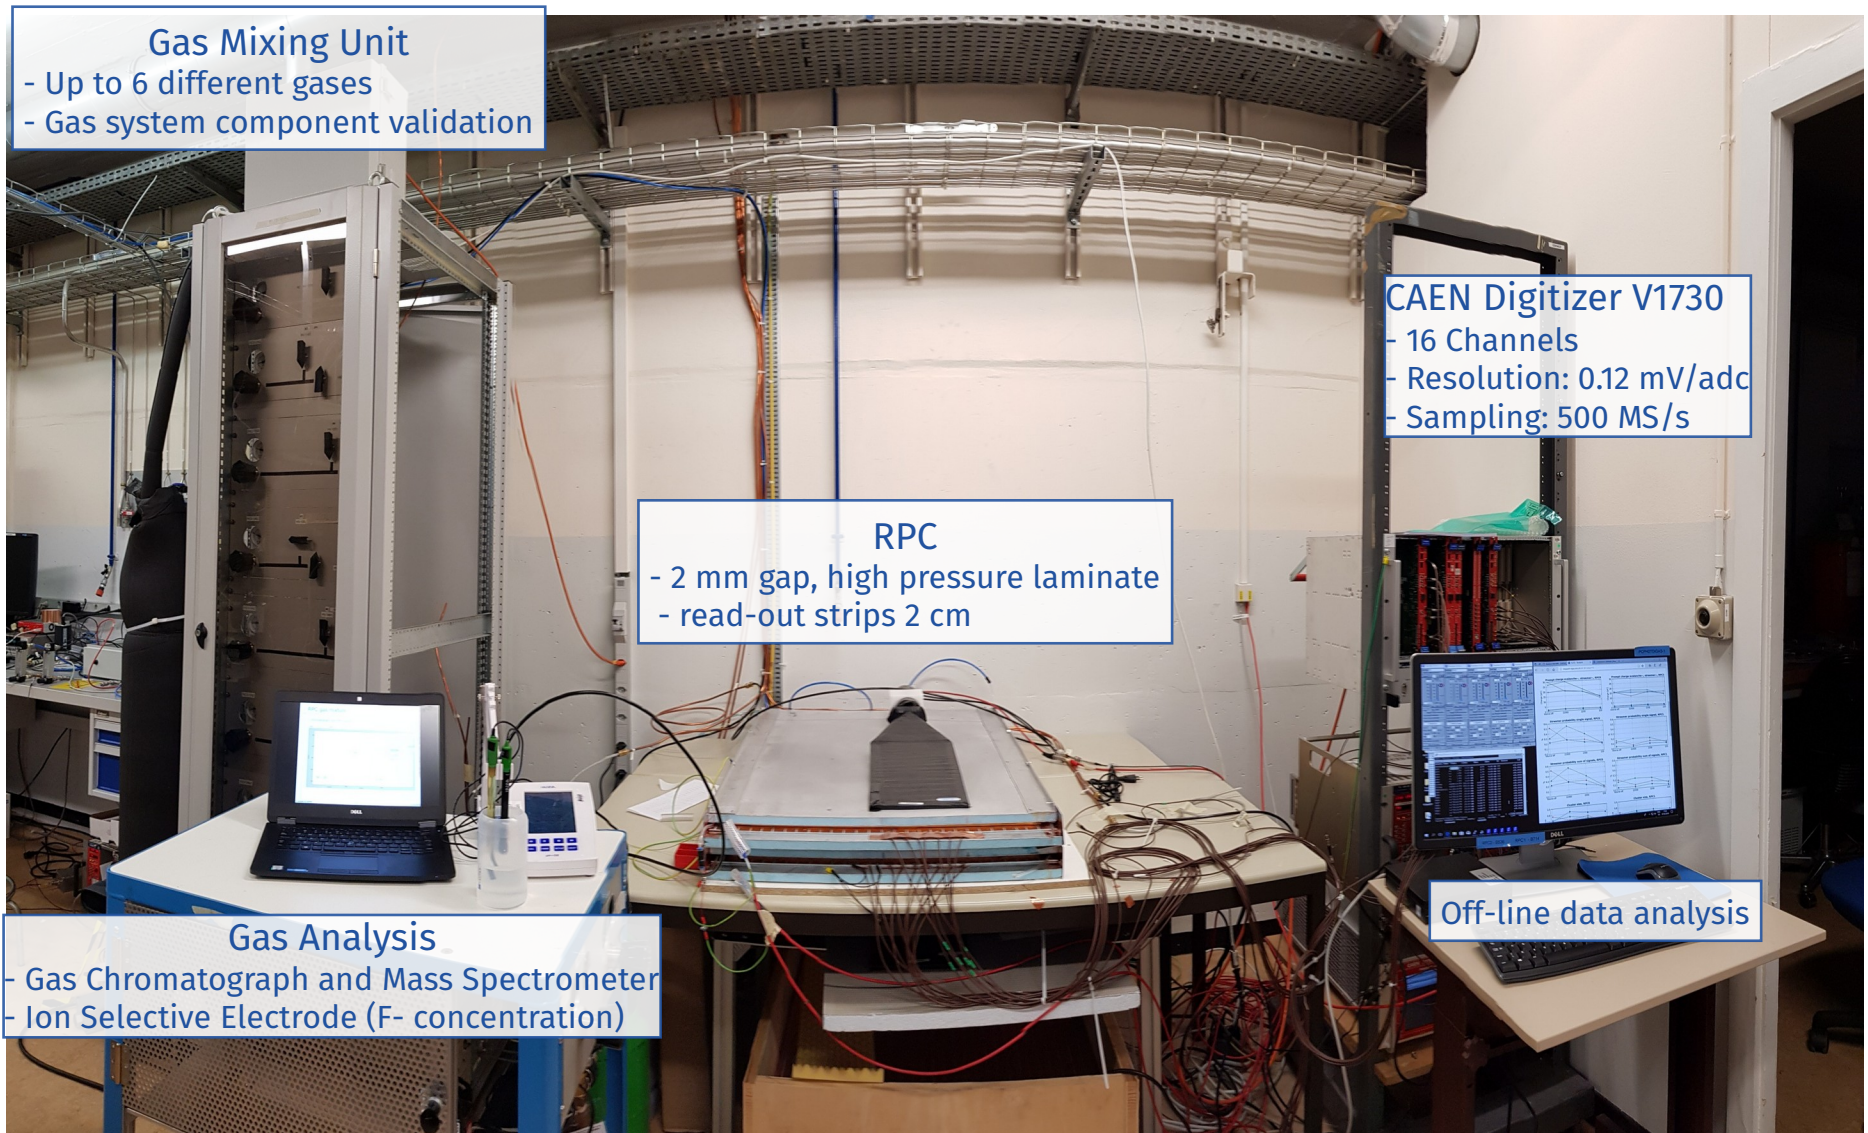 Gas Mixing Unit
- Up to 6 different gases
- Gas system component validation
CAEN Digitizer V1730
- 16 Channels
- Resolution: 0.12 mV/adc
- Sampling: 500 MS/s
RPC
- 2 mm gap, high pressure laminate
- read-out strips 2 cm
DELL
DELL
Off-line data analysis
Gas Analysis
- Gas Chromatograph and Mass Spectrometer
- Ion Selective Electrode (F- concentration)